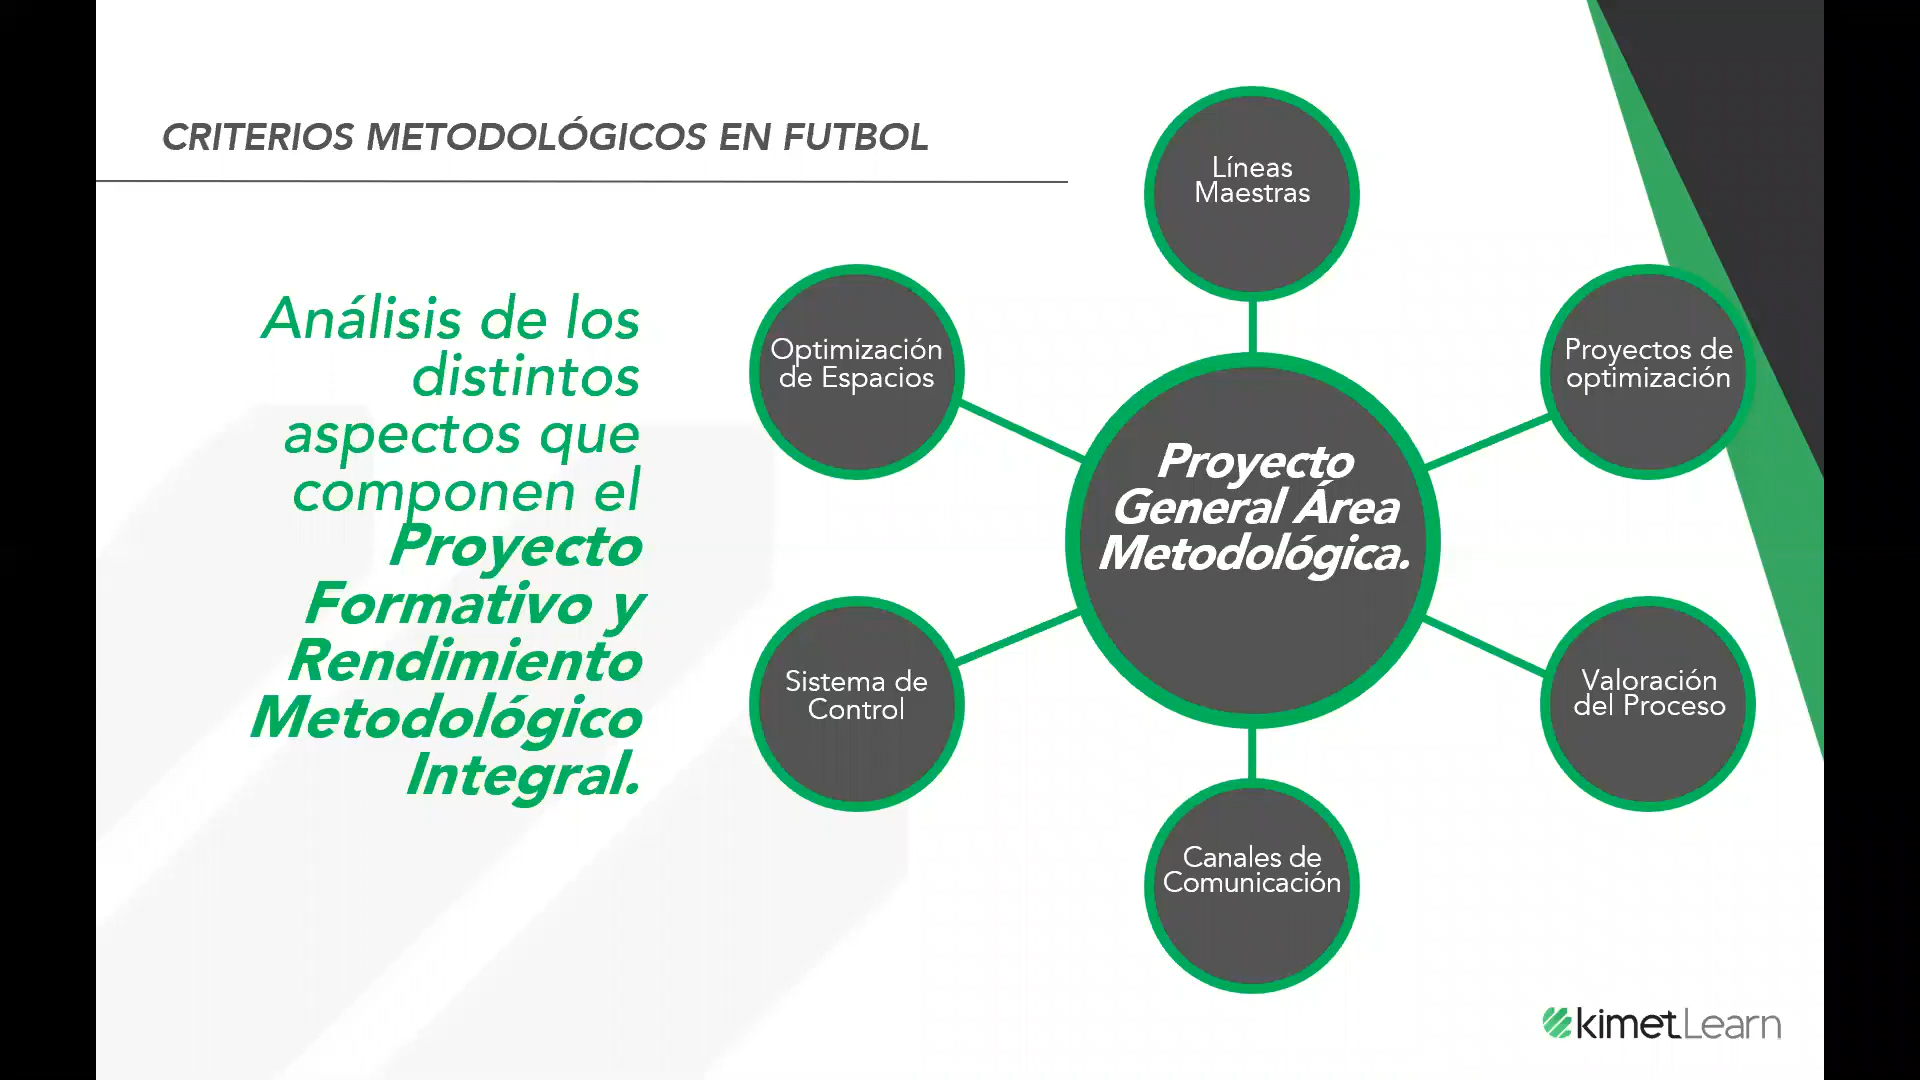 CRITERIOS METODOLÓGICOS EN FUTBOL
Análisis de los
distintos
aspectos que
componen el
Proyecto
Formativo y
Rendimiento
Metodológico
Integral.
Líneas
Maestras
Optimización
de Espacios
Proyectos de
optimización
Proyecto
General Área
Metodológica.
Sistema de
Control
Valoración
del Proceso
Canales de
Comunicación
kimetLearn